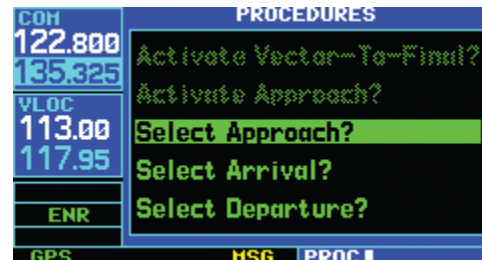 COM
122.800
135.325
VLOC
113.00
117.95
ENR
GPS
PROCEDURES
Activate Vector-To-Final?
Activate Approach?
Select Approach?
Select Arrival?
Select Departure?
MSG PROC